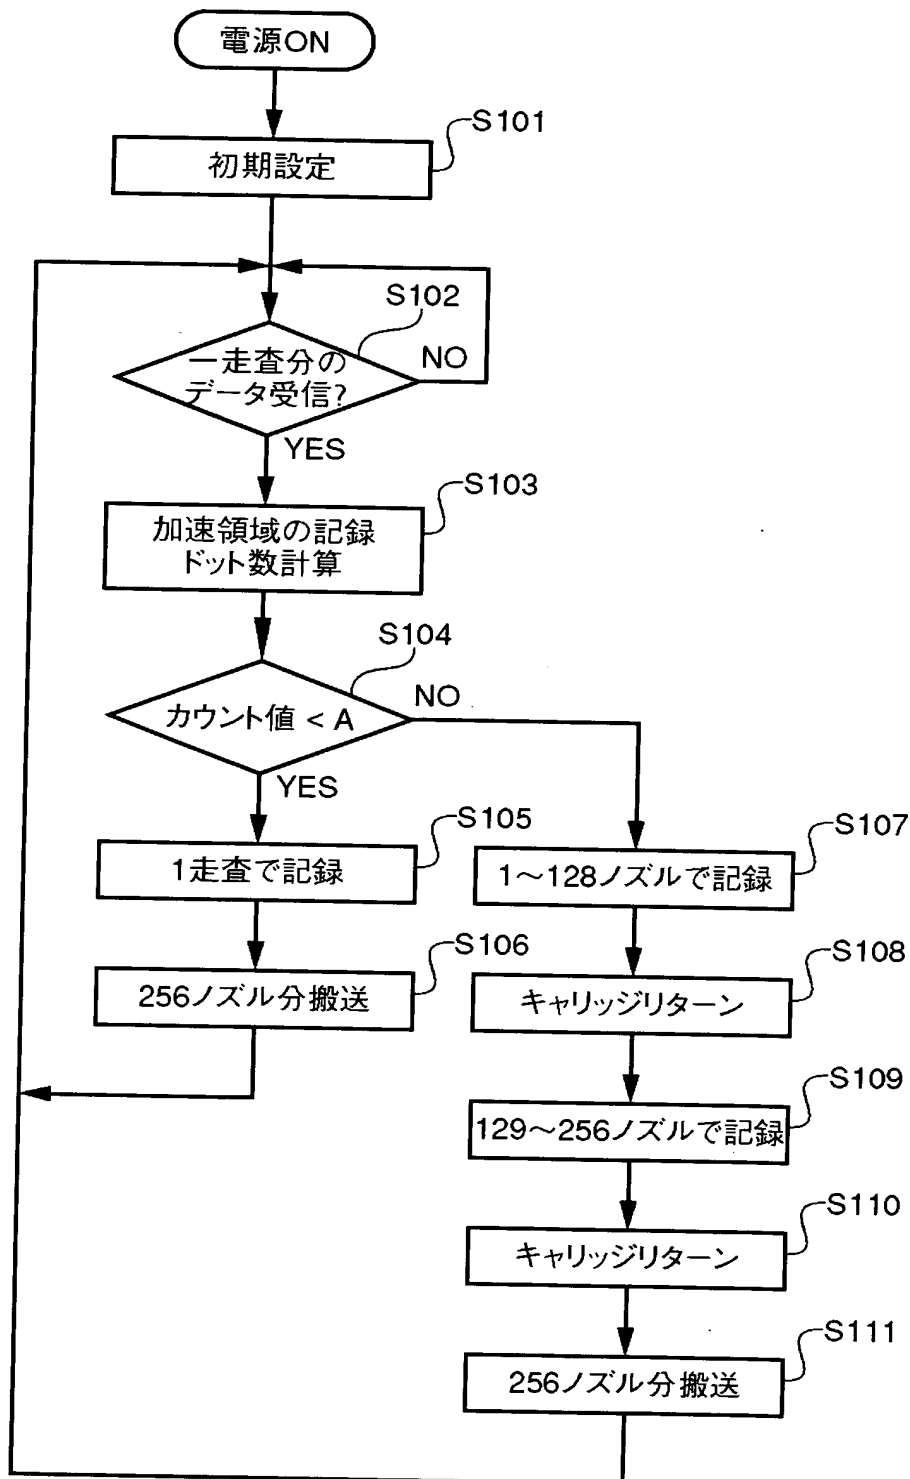 電源ON
S101
初期設定
S102
一走査分の
データ受信?
NO
YES
S103
加速領域の記録
ドット数計算
S104
カウント値 < A
NO
YES
S105
1走査で記録
S106
256ノズル分搬送
S107
1〜128ノズルで記録
S108
キャリッジリターン
S109
129〜256ノズルで記録
S110
キャリッジリターン
S111
256ノズル分搬送